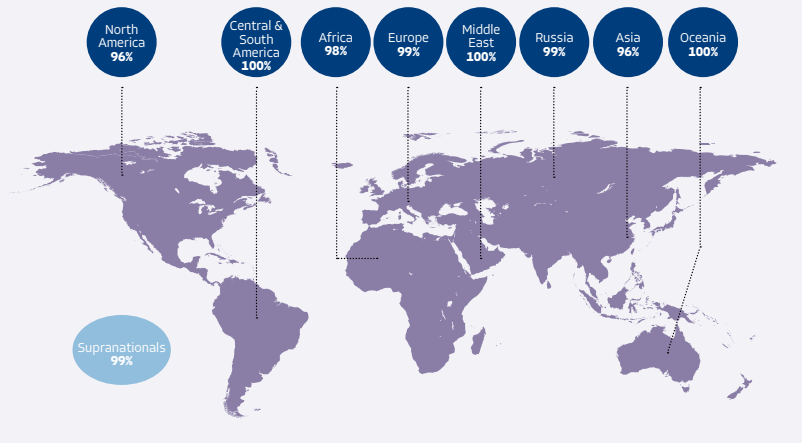 North
America
96%
Central &
South
America
100%
Africa
98%
Europe
99%
Middle
East
100%
Russia
99%
Asia
96%
Oceania
100%
Supranationals
99%